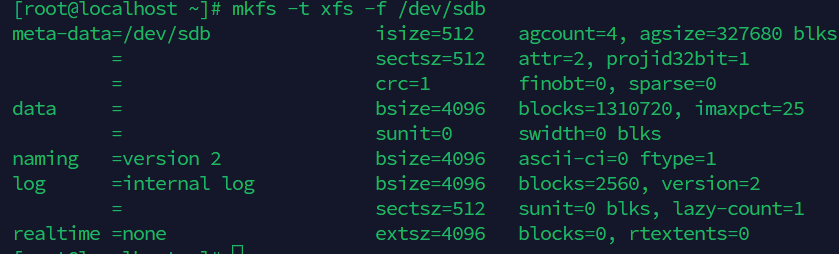 [root@localhost ~]# mkfs -t xfs -f /dev/sdb
meta-data=/dev/sdb               isize=512    agcount=4, agsize=327680 blks
         =                       sectsz=512   attr=2, projid32bit=1
         =                       crc=1        finobt=0, sparse=0
data     =                       bsize=4096   blocks=1310720, imaxpct=25
         =                       sunit=0      swidth=0 blks
naming   =version 2              bsize=4096   ascii-ci=0 ftype=1
log      =internal log           bsize=4096   blocks=2560, version=2
         =                       sectsz=512   sunit=0 blks, lazy-count=1
realtime =none                   extsz=4096   blocks=0, rtextents=0